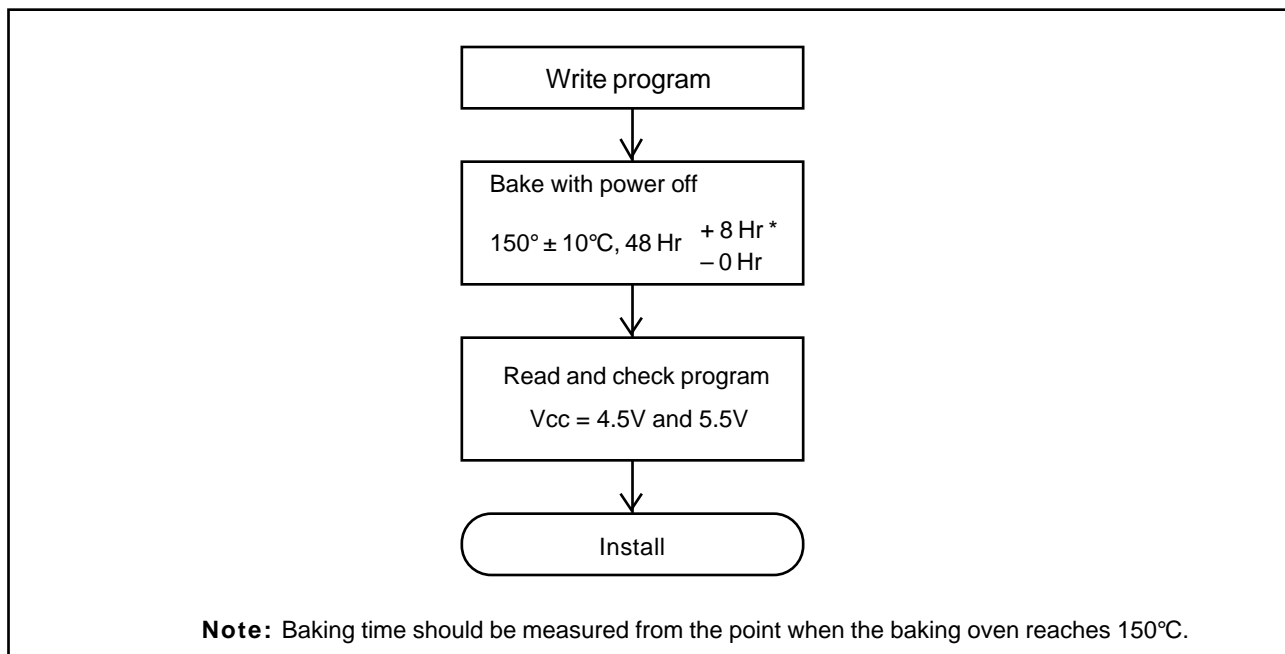 Write program
Bake with power off
150° ± 10°C, 48 Hr + 8 Hr *
– 0 Hr
Read and check program
Vcc = 4.5V and 5.5V
Install
Note: Baking time should be measured from the point when the baking oven reaches 150°C.